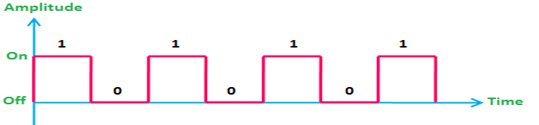 Amplitude
1 1 1 1
On
0 0 0
Off Time